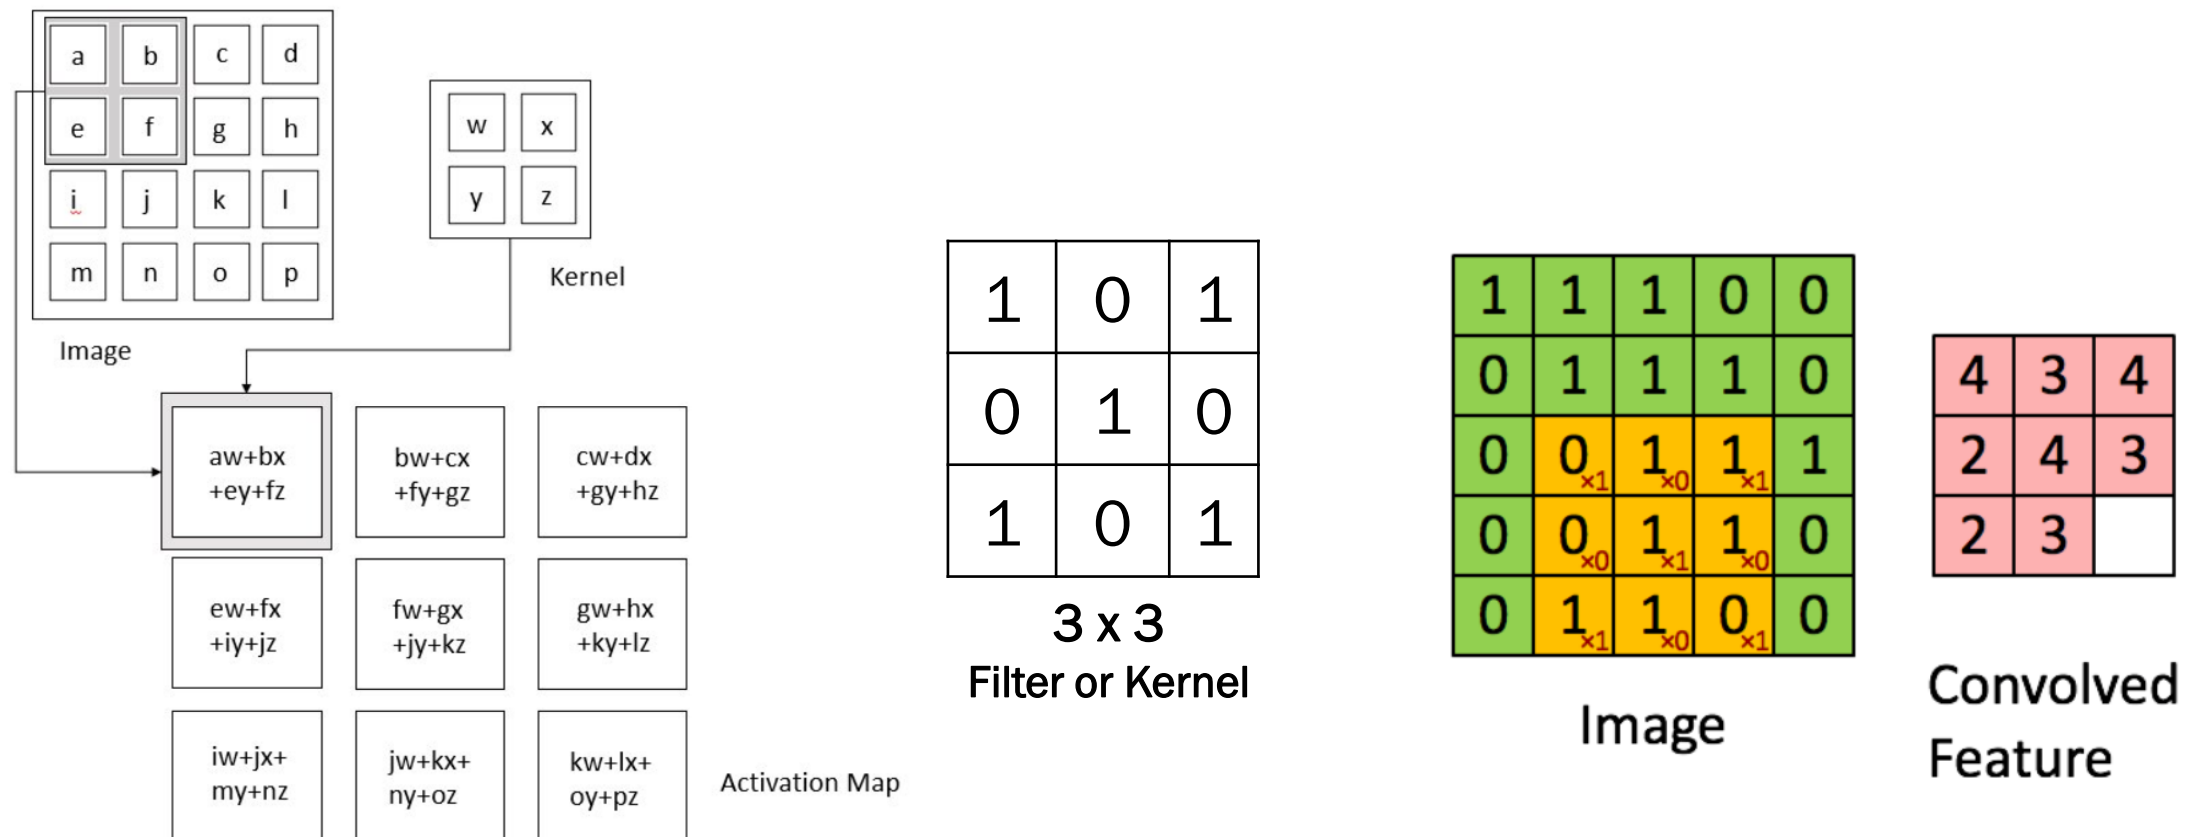 a b c d
e f g h
i j k l
m n o p
Image
w x
y z
Kernel
aw+bx
+ey+fz
bw+cx
+fy+gz
cw+dx
+gy+hz
ew+fx
+iy+jz
fw+gx
+jy+kz
gw+hx
+ky+lz
iw+jx+
my+nz
jw+kx+
ny+oz
kw+lx+
oy+pz
Activation Map
1 0 1
0 1 0
1 0 1
3 x 3
Filter or Kernel
1 1 1 0 0
0 1 1 1 0
0 0×1 1×0 1×1 1
0 0×0 1×1 1×0 0
0 1×1 1×0 0×1 0
Image
4 3 4
2 4 3
2 3
Convolved
Feature